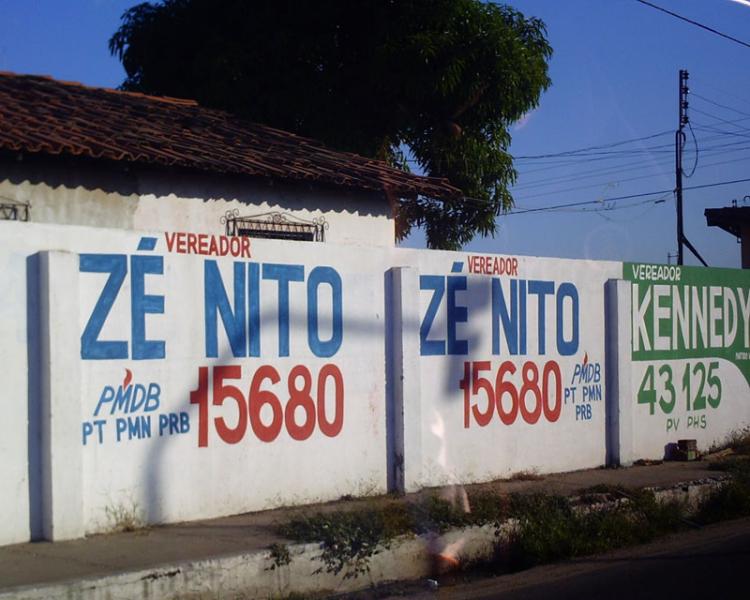 VEREADOR
ZÉ NITO
PMDB
PT PMN PRB
15680
VEREADOR
ZÉ NITO
15680
PMDB
PT PMN
PRB
VEREADOR
KENNEDY
43 125
PV PHS